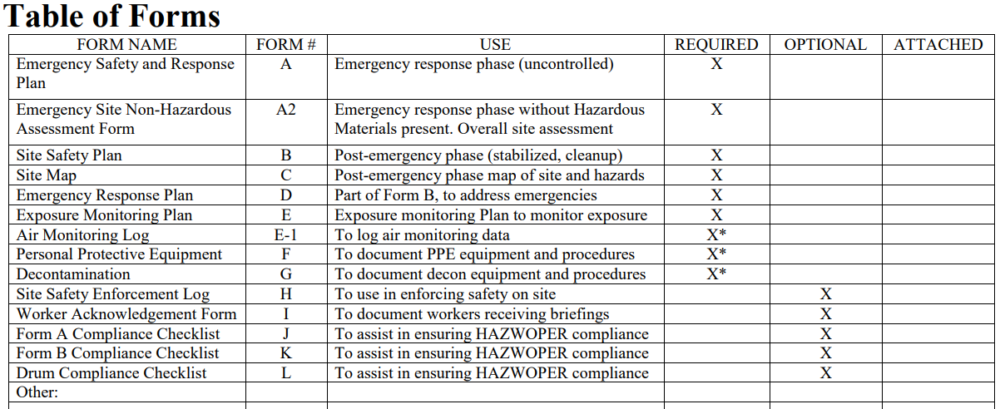 Table of Forms
FORM NAME FORM # USE REQUIRED OPTIONAL ATTACHED
Emergency Safety and Response Plan A Emergency response phase (uncontrolled) X
Emergency Site Non-Hazardous Assessment Form A2 Emergency response phase without Hazardous Materials present. Overall site assessment X
Site Safety Plan B Post-emergency phase (stabilized, cleanup) X
Site Map C Post-emergency phase map of site and hazards X
Emergency Response Plan D Part of Form B, to address emergencies X
Exposure Monitoring Plan E Exposure monitoring Plan to monitor exposure X
Air Monitoring Log E-1 To log air monitoring data X*
Personal Protective Equipment F To document PPE equipment and procedures X*
Decontamination G To document decon equipment and procedures X*
Site Safety Enforcement Log H To use in enforcing safety on site X
Worker Acknowledgement Form I To document workers receiving briefings X
Form A Compliance Checklist J To assist in ensuring HAZWOPER compliance X
Form B Compliance Checklist K To assist in ensuring HAZWOPER compliance X
Drum Compliance Checklist L To assist in ensuring HAZWOPER compliance X
Other: